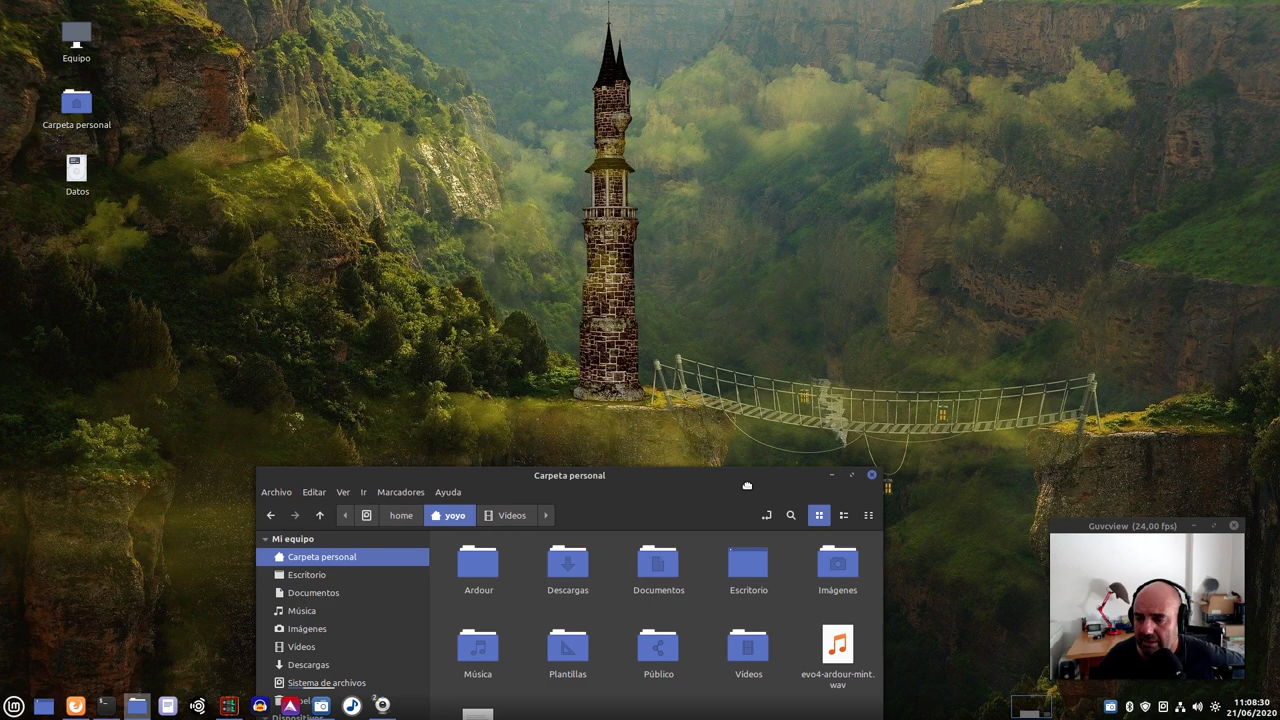 Equipo
Carpeta personal
Datos
Carpeta personal
Archivo Editar Ver Ir Marcadores Ayuda
home yoyo Vídeos
Mi equipo
Carpeta personal
Escritorio
Documentos
Música
Imágenes
Vídeos
Descargas
Sistema de archivos
Ardour Descargas Documentos Escritorio Imágenes
Música Plantillas Público Vídeos evo4-ardour-mint.
wav
Guvcview (24,00 fps)
2
11:08:30
21/06/2020